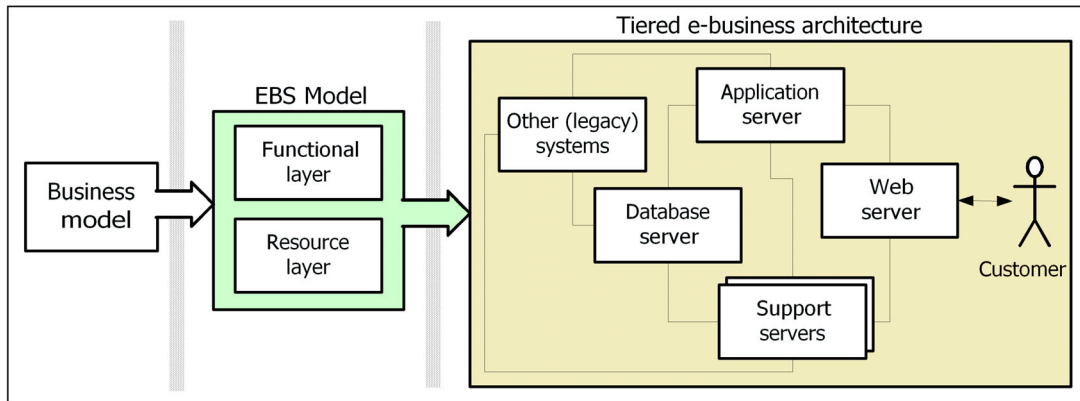 Tiered e-business architecture
EBS Model
Functional
layer
Resource
layer
Business
model
Other (legacy)
systems
Application
server
Database
server
Web
server
Support
servers
Customer